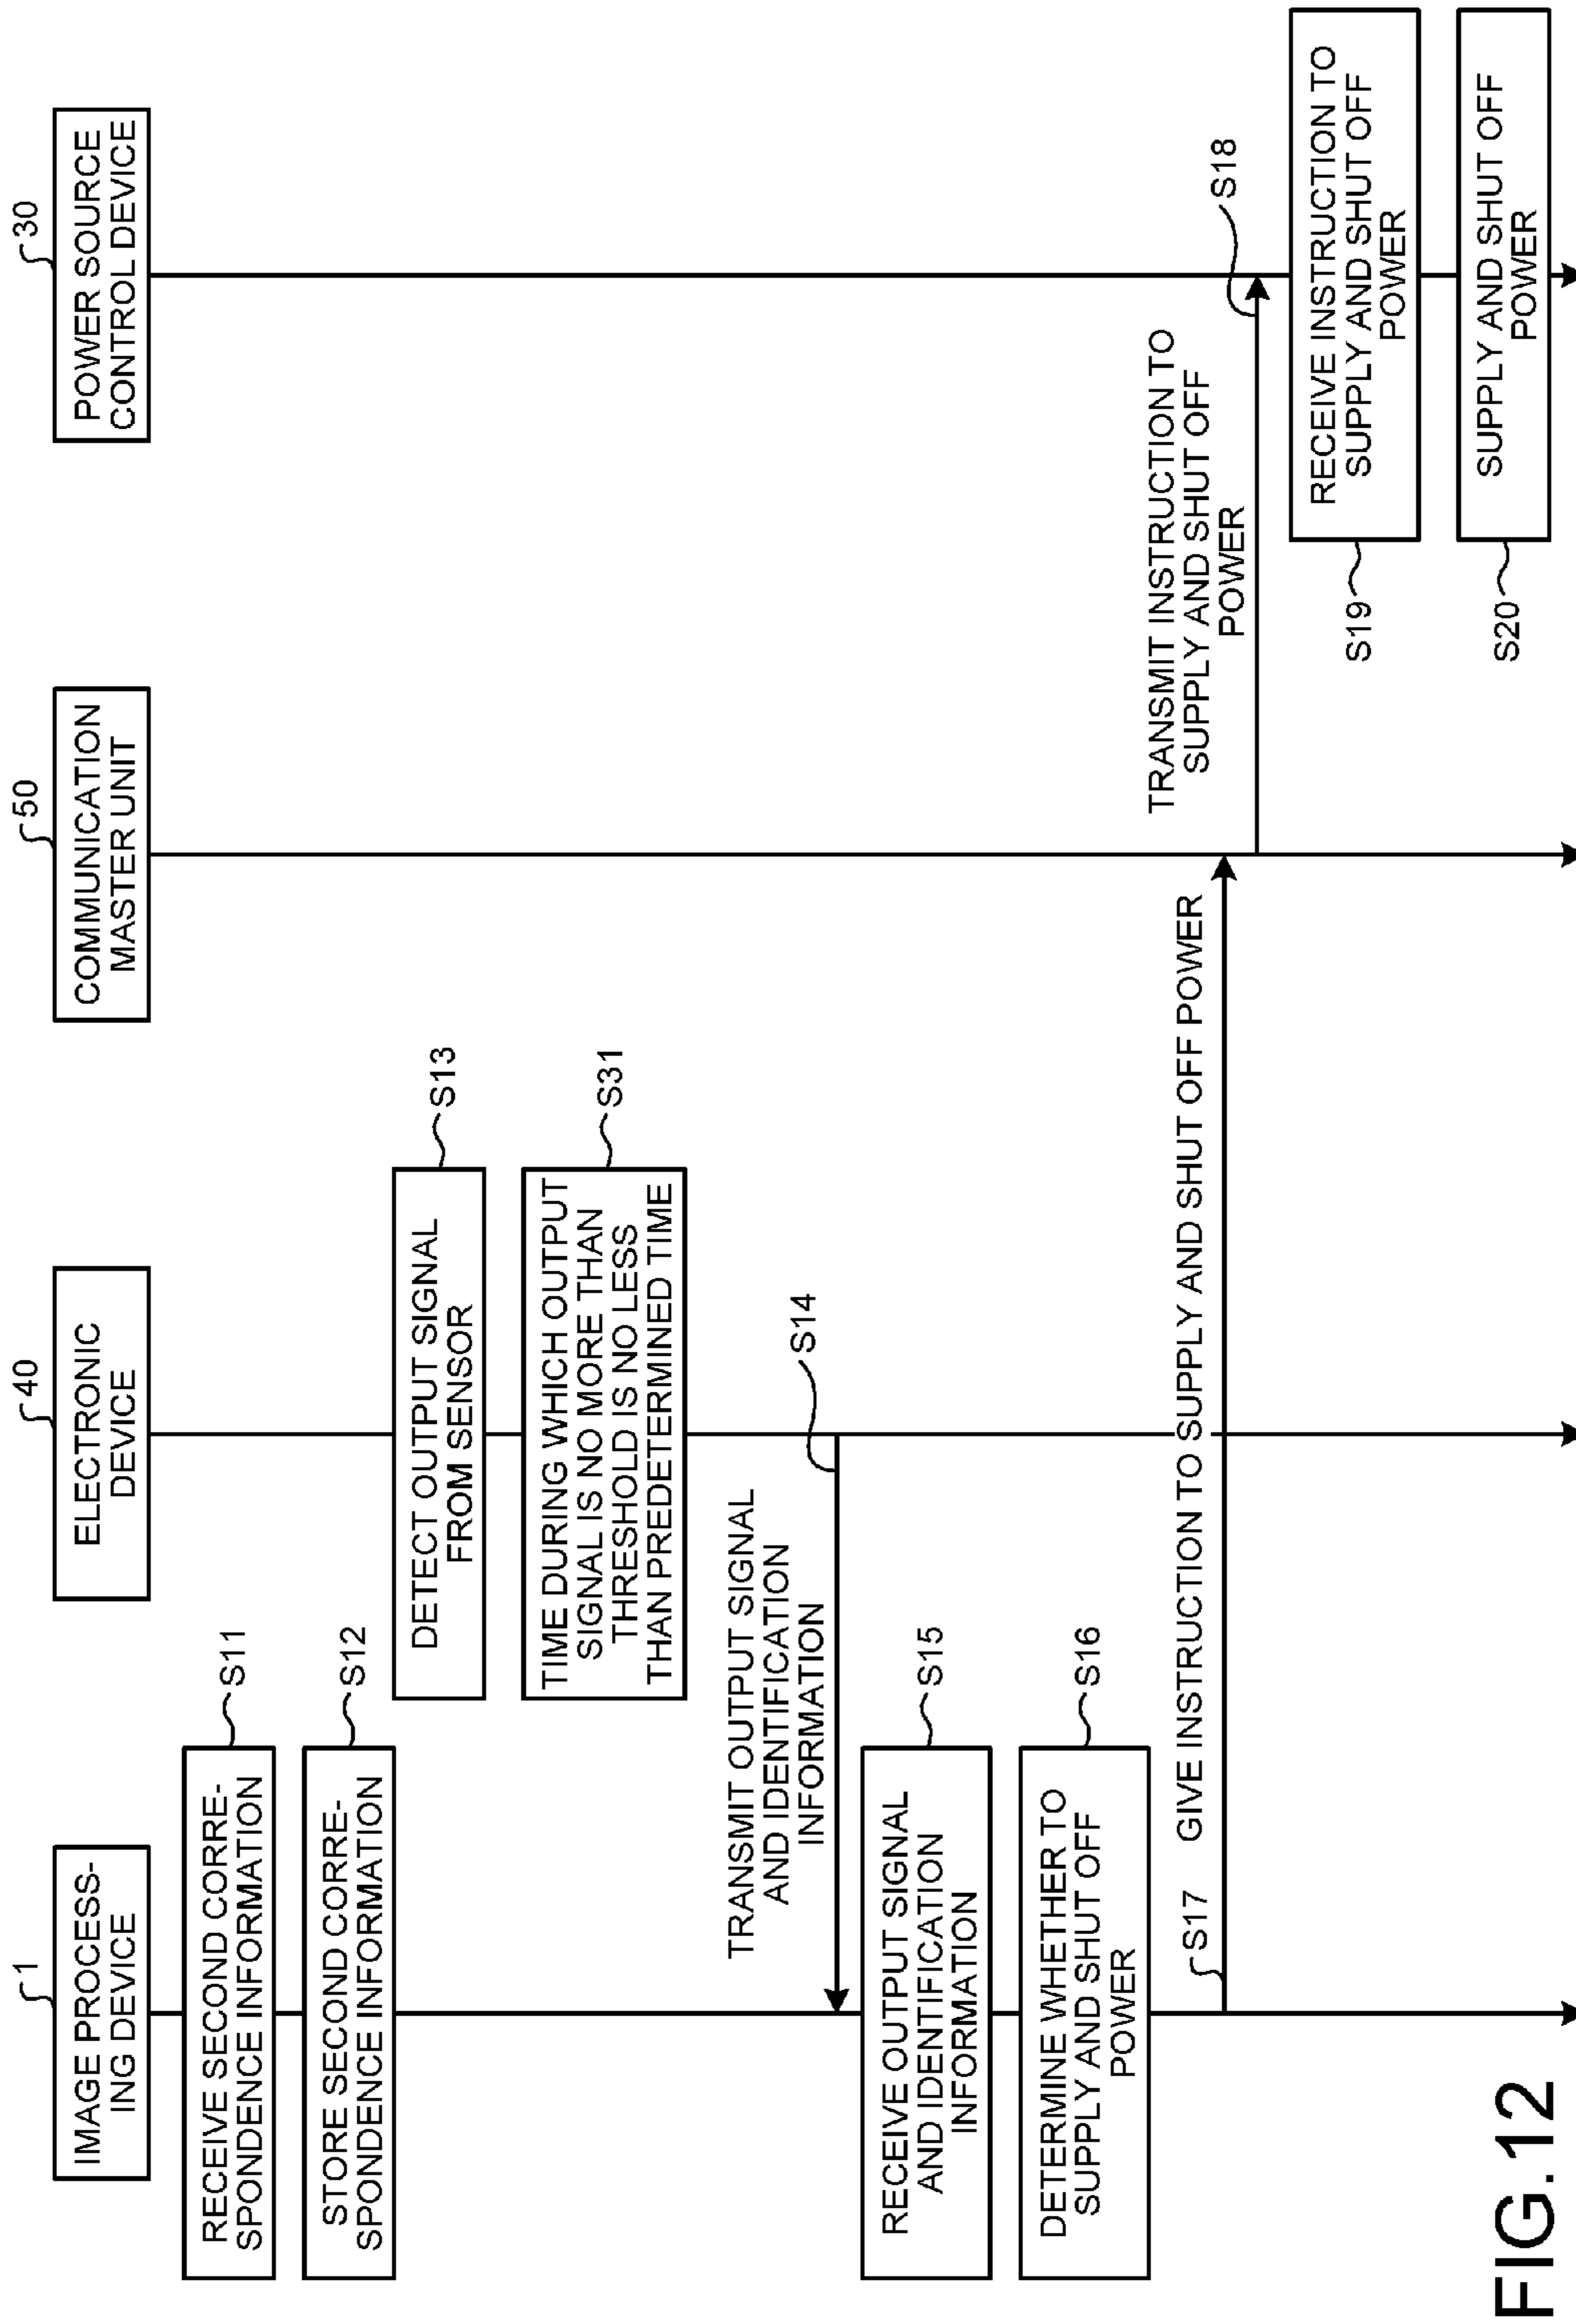 FIG.12
1
IMAGE PROCESS-
ING DEVICE
40
ELECTRONIC
DEVICE
50
COMMUNICATION
MASTER UNIT
30
POWER SOURCE
CONTROL DEVICE
RECEIVE SECOND CORRE-
SPONDENCE INFORMATION
S11
STORE SECOND CORRE-
SPONDENCE INFORMATION
S12
DETECT OUTPUT SIGNAL
FROM SENSOR
S13
TIME DURING WHICH OUTPUT
SIGNAL IS NO MORE THAN
THRESHOLD IS NO LESS
THAN PREDETERMINED TIME
S31
TRANSMIT OUTPUT SIGNAL
AND IDENTIFICATION
INFORMATION
S14
RECEIVE OUTPUT SIGNAL
AND IDENTIFICATION
INFORMATION
S15
DETERMINE WHETHER TO
SUPPLY AND SHUT OFF
POWER
S16
S17
GIVE INSTRUCTION TO SUPPLY AND SHUT OFF POWER
TRANSMIT INSTRUCTION TO
SUPPLY AND SHUT OFF
POWER
S18
RECEIVE INSTRUCTION TO
SUPPLY AND SHUT OFF
POWER
S19
SUPPLY AND SHUT OFF
POWER
S20